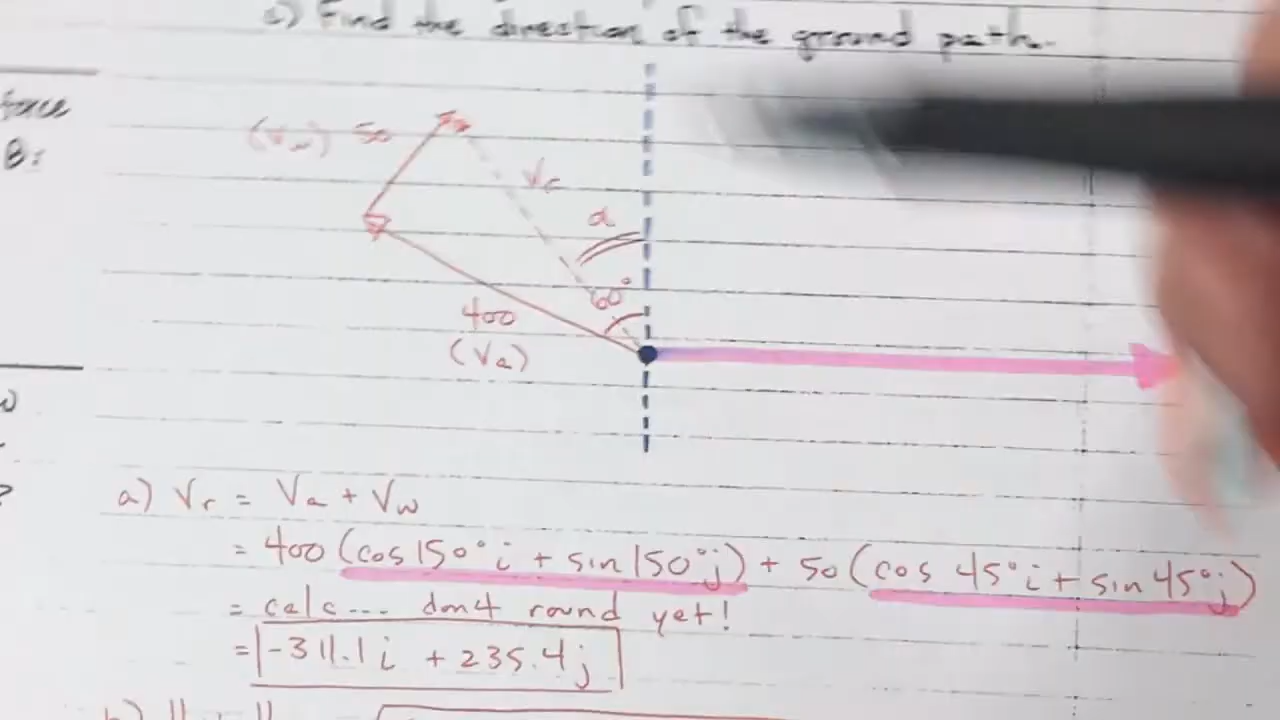 c) Find the direction of the ground path.
force
B:
(Vw) 50
Vr
α
60°
400
(Va)
w
?
a) Vr = Va + Vw
= 400 (cos 150° i + sin 150° j) + 50 (cos 45° i + sin 45° j)
= calc... don't round yet!
= -311.1 i + 235.4 j
b) ||